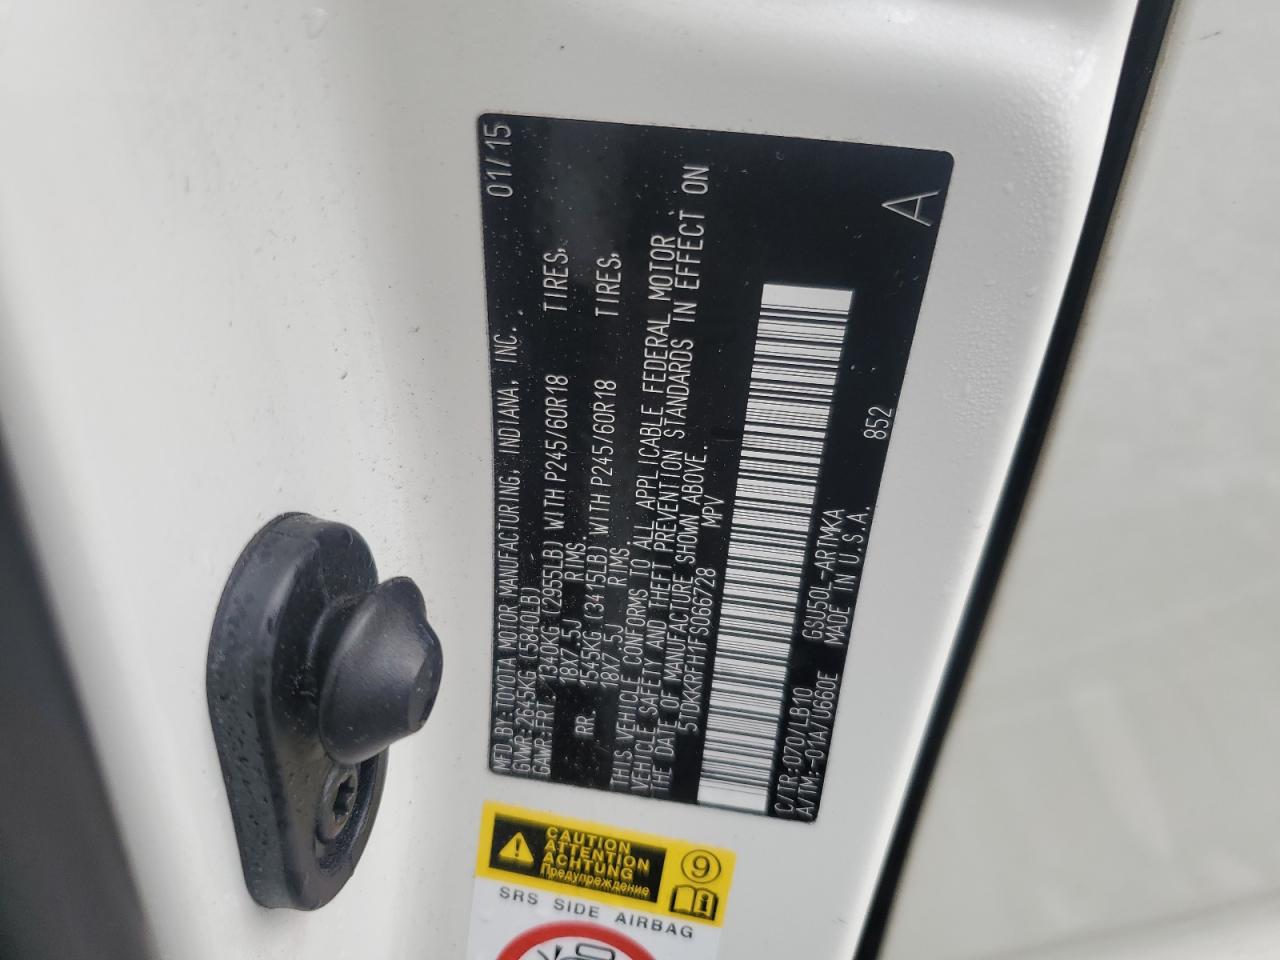 MFD.BY:TOYOTA MOTOR MANUFACTURING, INDIANA, INC. 01/15
GVWR:2645KG (5840LB)
GAWR:FRT. 1340KG (2955LB) WITH P245/60R18 TIRES,
18X7.5J RIMS.
RR. 1545KG (3415LB) WITH P245/60R18 TIRES,
18X7.5J RIMS.
THIS VEHICLE CONFORMS TO ALL APPLICABLE FEDERAL MOTOR
VEHICLE SAFETY AND THEFT PREVENTION STANDARDS IN EFFECT ON
THE DATE OF MANUFACTURE SHOWN ABOVE.
5TDKKRFH1FS066728 MPV
C/TR:070/LB10 GSU50L-ARTMKA 852
A/TM:-01A/U660E MADE IN U.S.A.
A
CAUTION
ATTENTION
ACHTUNG
Предупреждение
9
SRS SIDE AIRBAG